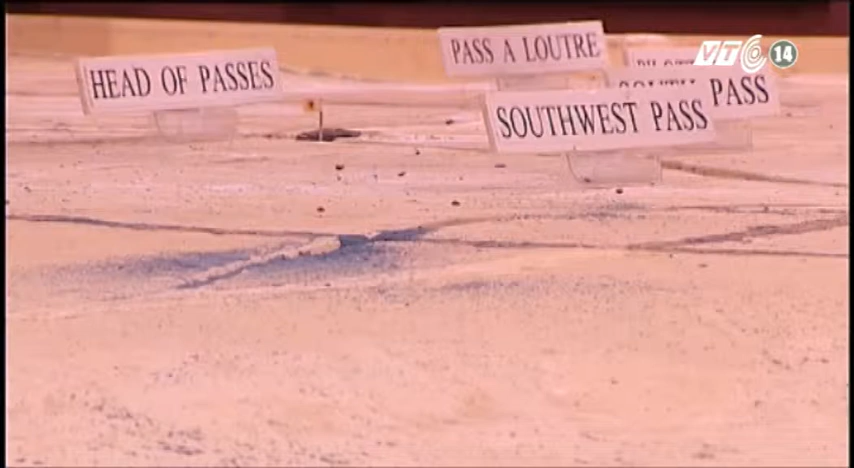 VTC 14
PASS A LOUTRE
HEAD OF PASSES
PASS
SOUTHWEST PASS